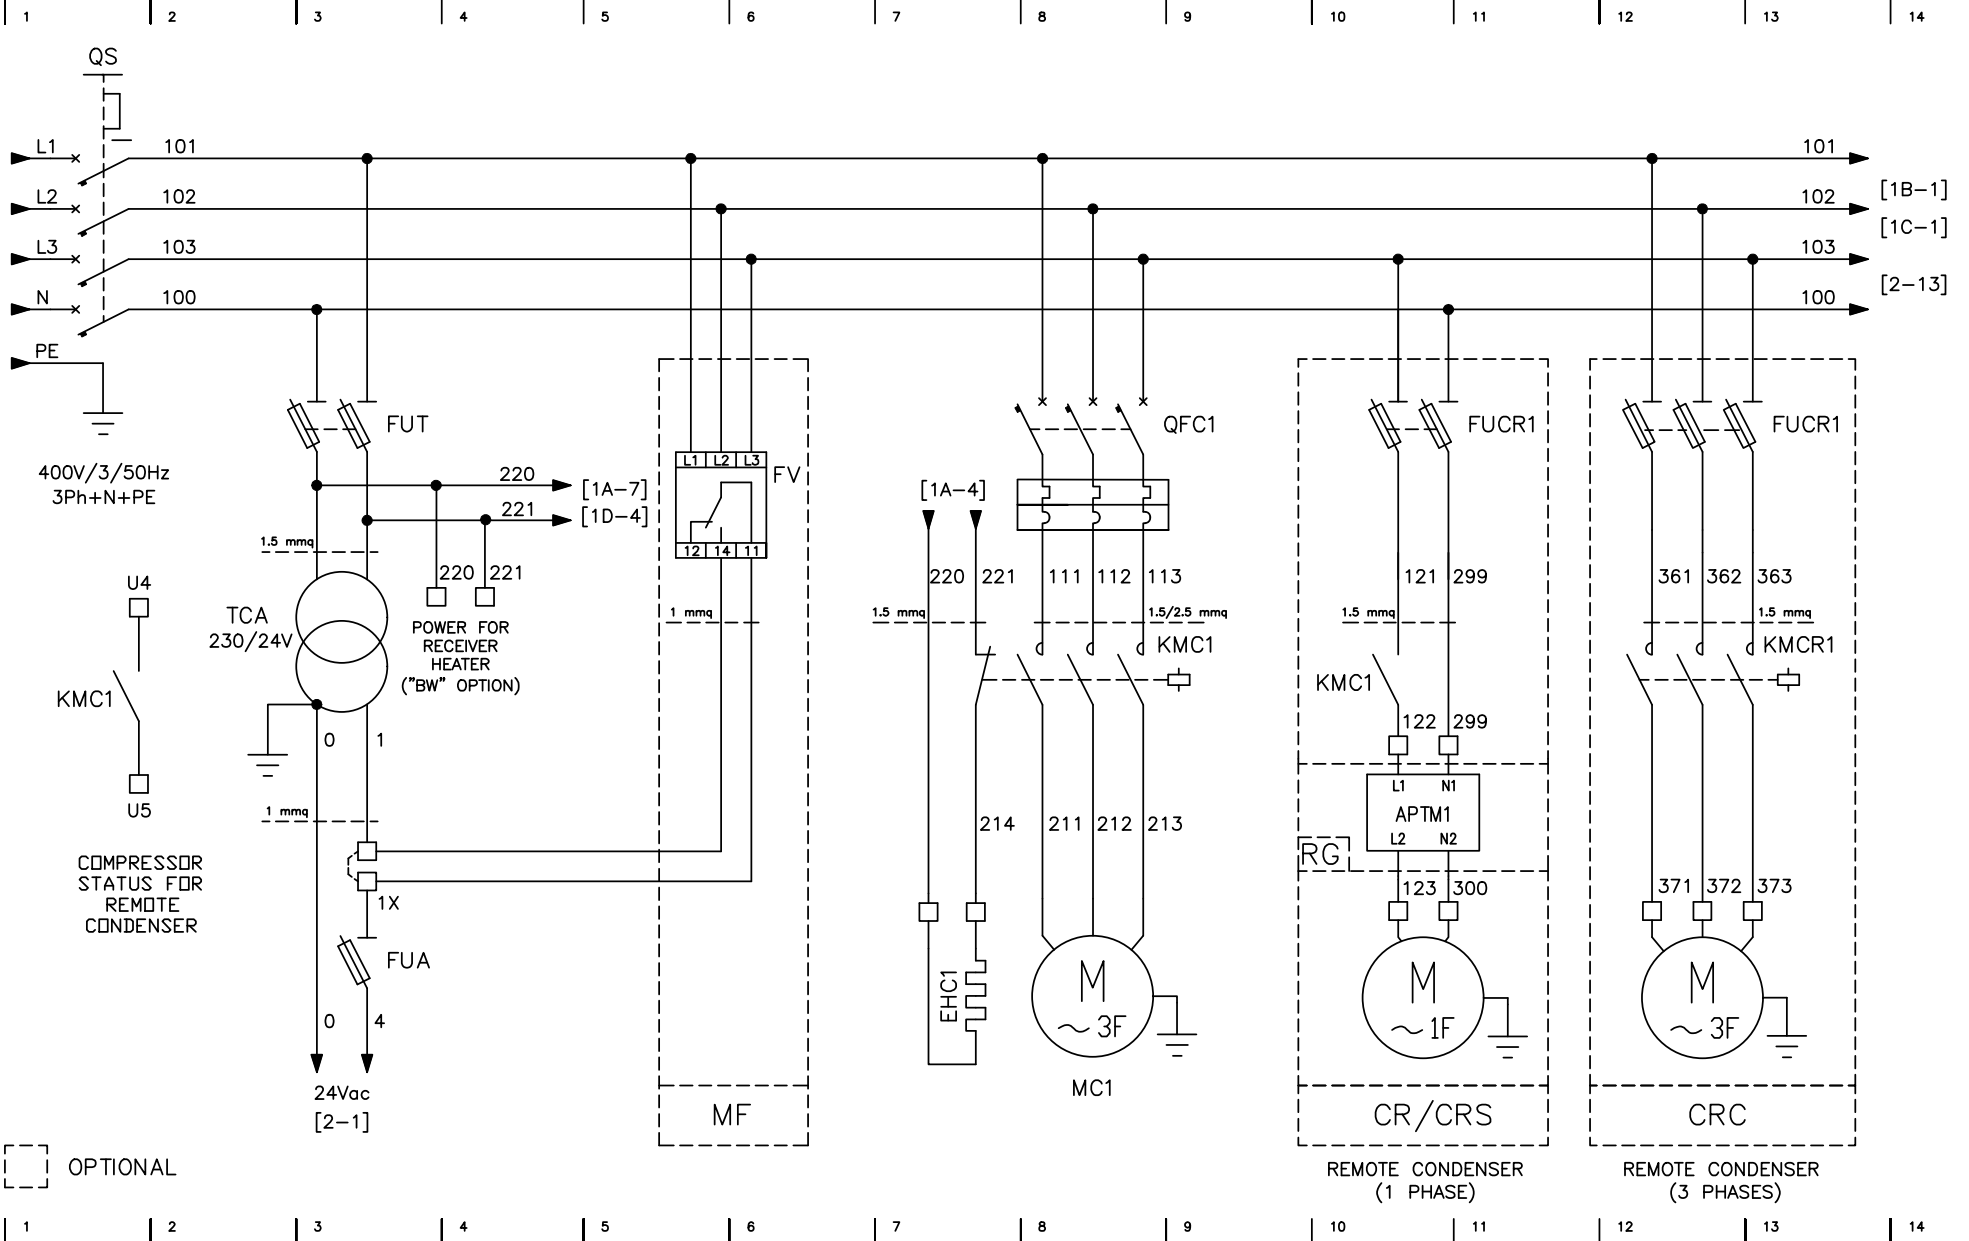 1 2 3 4 5 6 7 8 9 10 11 12 13 14
QS
L1 101 101
[1B-1]
L2 102 102
[1C-1]
L3 103 103
[2-13]
N 100 100
PE
FUT QFC1 FUCR1 FUCR1
400V/3/50Hz
3Ph+N+PE
220 [1A-7]
221 [1D-4]
L1 L2 L3 FV
12 14 11
[1A-4]
1.5 mmq
220 221
220 221 111 112 113 121 299 361 362 363
U4
TCA
230/24V
POWER FOR
RECEIVER
HEATER
("BW" OPTION)
1 mmq 1.5 mmq 1.5/2.5 mmq 1.5 mmq 1.5 mmq
KMC1 KMC1 KMC1 KMCR1
0 1
122 299
U5
1 mmq
L1 N1
APTM1
L2 N2
RG
214 211 212 213
COMPRESSOR
STATUS FOR
REMOTE
CONDENSER
1X
123 300 371 372 373
FUA
EHC1
M
~ 3F
M
~ 1F
M
~ 3F
0 4
24Vac
[2-1]
MC1
MF CR/CRS CRC
OPTIONAL
REMOTE CONDENSER
(1 PHASE)
REMOTE CONDENSER
(3 PHASES)
1 2 3 4 5 6 7 8 9 10 11 12 13 14